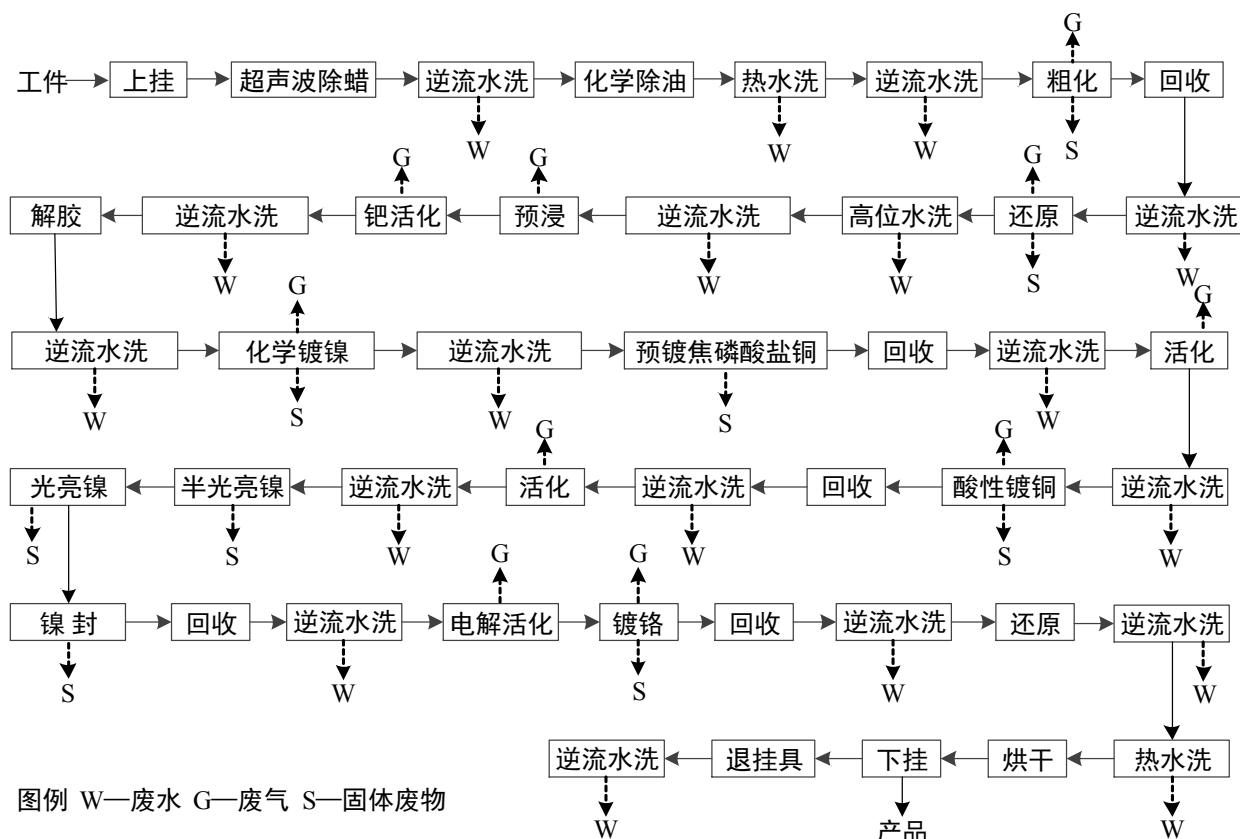 G
工件 上挂 超声波除蜡 逆流水洗 化学除油 热水洗 逆流水洗 粗化 回收
W W W S
G G G
解胶 逆流水洗 钯活化 预浸 逆流水洗 高位水洗 还原 逆流水洗
W W W S W
G G
逆流水洗 化学镀镍 逆流水洗 预镀焦磷酸盐铜 回收 逆流水洗 活化
W S W S W
G G
光亮镍 半光亮镍 逆流水洗 活化 逆流水洗 回收 酸性镀铜 逆流水洗
S S W W S W
G G
镍 封 回收 逆流水洗 电解活化 镀铬 回收 逆流水洗 还原 逆流水洗
S W S W W
逆流水洗 退挂具 下挂 烘干 热水洗
图例 W—废水 G—废气 S—固体废物
W 产品 W